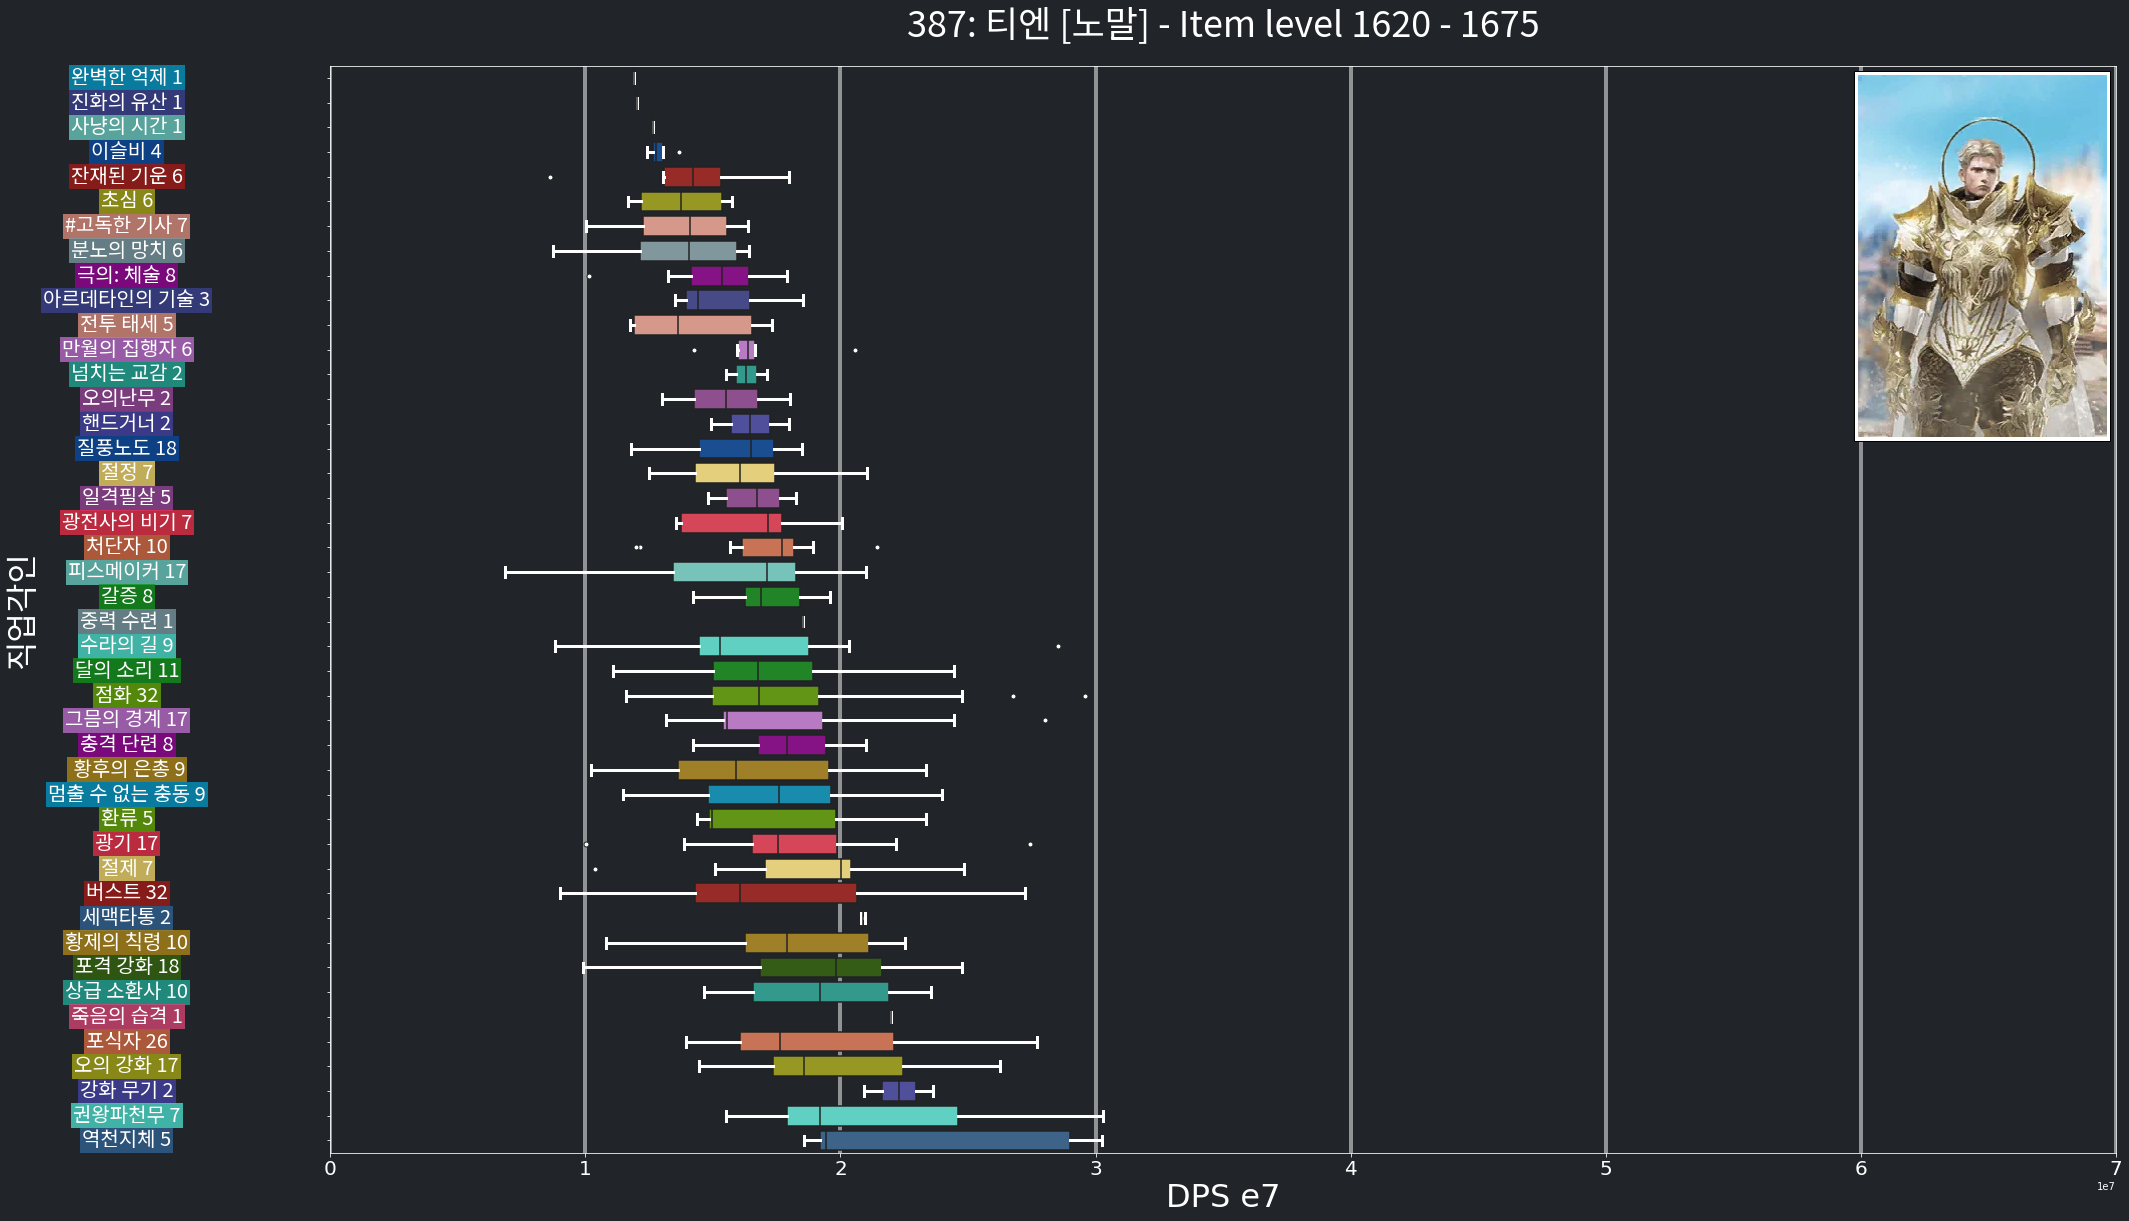 387: 티엔 [노말] - Item level 1620 - 1675
완벽한 억제 1
진화의 유산 1
사냥의 시간 1
이슬비 4
잔재된 기운 6
초심 6
#고독한 기사 7
분노의 망치 6
극의: 체술 8
아르데타인의 기술 3
전투 태세 5
만월의 집행자 6
넘치는 교감 2
오의난무 2
핸드거너 2
질풍노도 18
절정 7
일격필살 5
광전사의 비기 7
처단자 10
피스메이커 17
갈증 8
중력 수련 1
수라의 길 9
달의 소리 11
점화 32
그믐의 경계 17
충격 단련 8
황후의 은총 9
멈출 수 없는 충동 9
환류 5
광기 17
절제 7
버스트 32
세맥타통 2
황제의 칙령 10
포격 강화 18
상급 소환사 10
죽음의 습격 1
포식자 26
오의 강화 17
강화 무기 2
권왕파천무 7
역천지체 5
직업각인
0 1 2 3 4 5 6 7
1e7
DPS e7